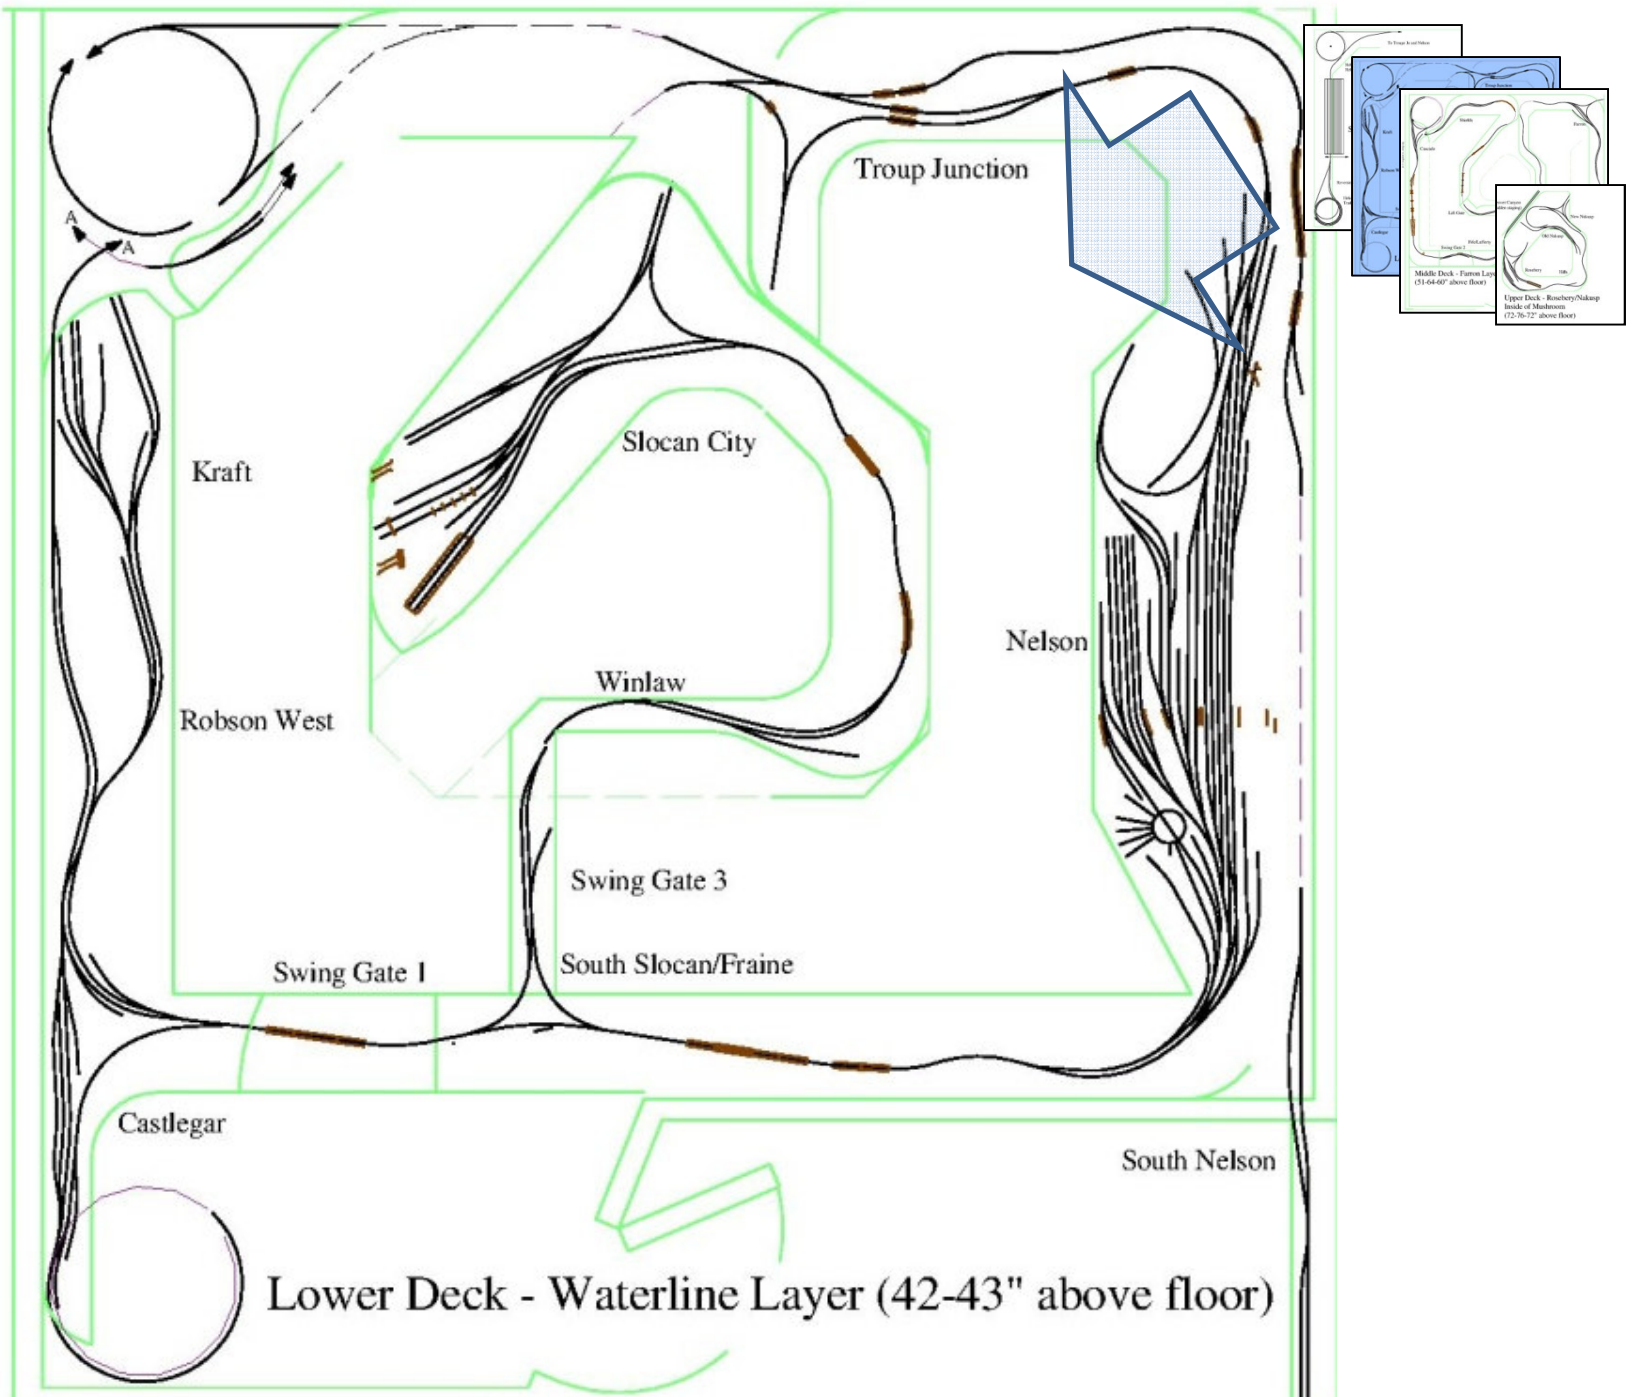 Troup Junction
A
A
Slocan City
Kraft
Nelson
Winlaw
Robson West
Swing Gate 3
South Slocan/Fraine
Swing Gate 1
Castlegar
South Nelson
Lower Deck - Waterline Layer (42-43" above floor)
Middle Deck - Farron Laye
(51-64-60" above floor)
Upper Deck - Rosebery/Nakusp
Inside of Mushroom
(72-76-72" above floor)